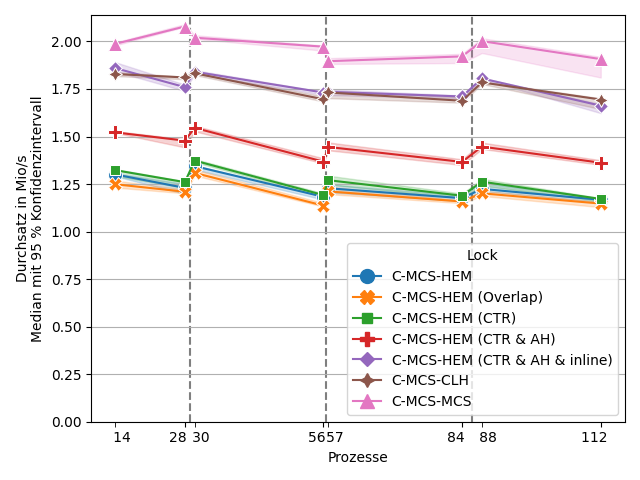 Durchsatz in Mio/s
Median mit 95 % Konfidenzintervall
2.00
1.75
1.50
1.25
1.00
0.75
0.50
0.25
0.00
14 28 30 56 57 84 88 112
Prozesse
Lock
C-MCS-HEM
C-MCS-HEM (Overlap)
C-MCS-HEM (CTR)
C-MCS-HEM (CTR & AH)
C-MCS-HEM (CTR & AH & inline)
C-MCS-CLH
C-MCS-MCS